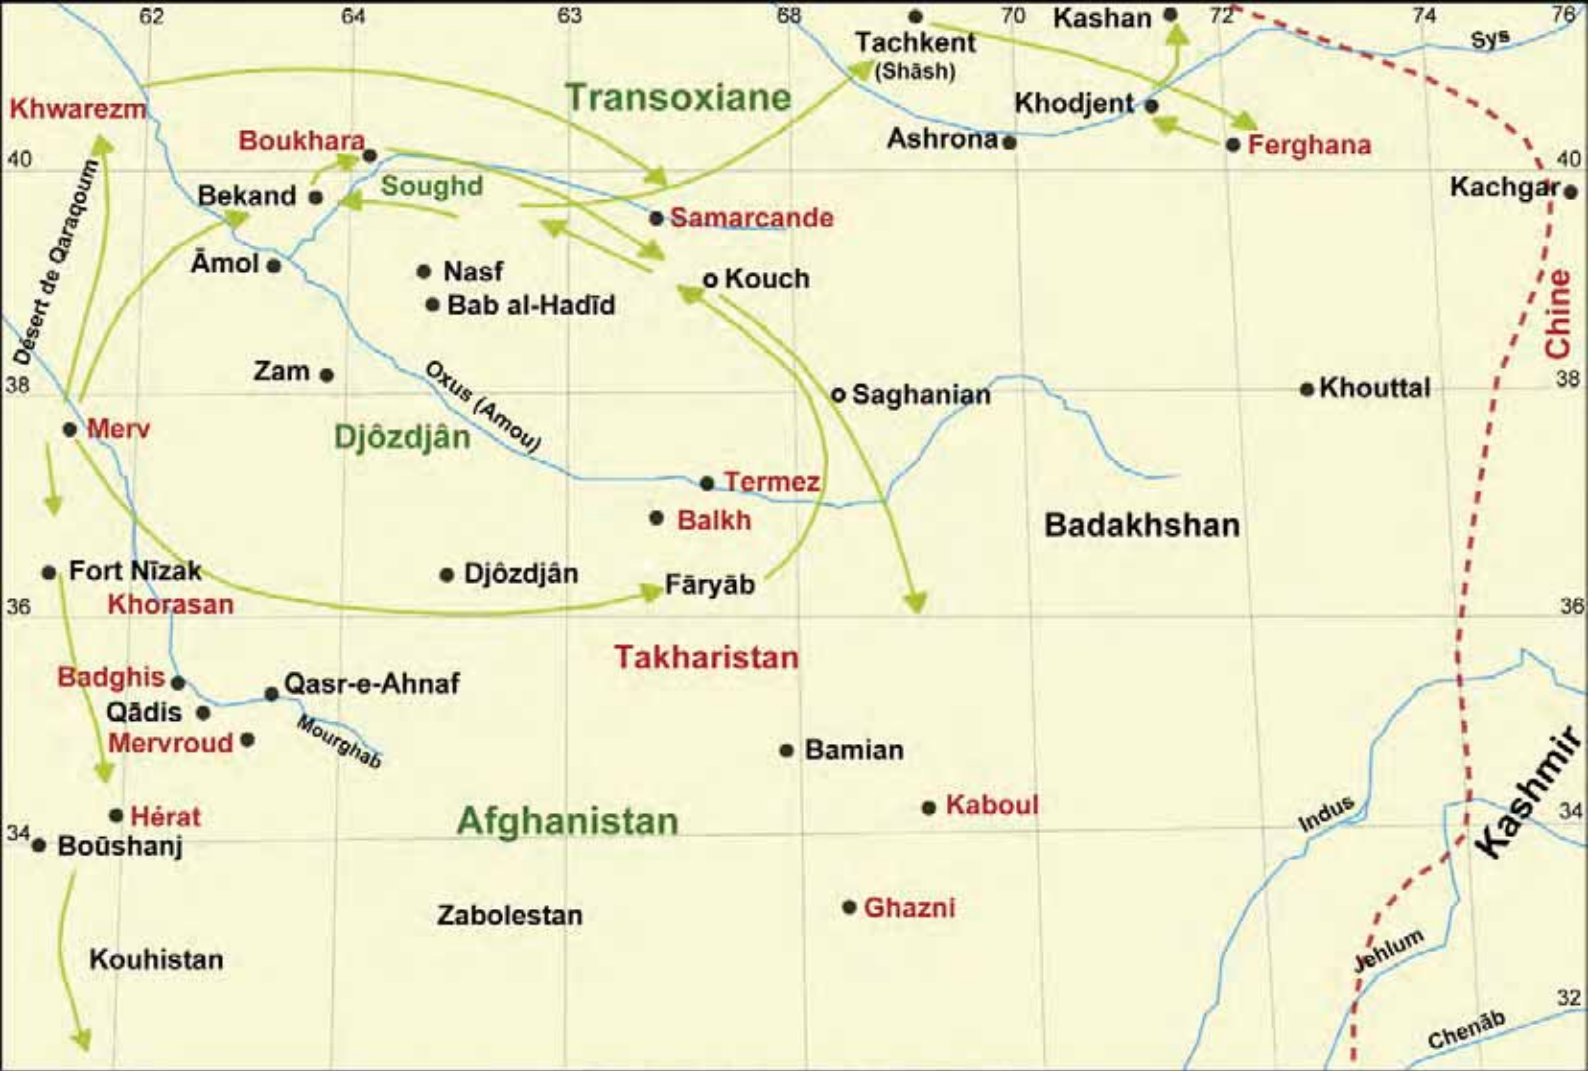 62
64
63
68
70
72
74
76
Kashan
Sys
Tachkent
(Shāsh)
Transoxiane
Khwarezm
Khodjent
Boukhara
Ashrona
Ferghana
40
40
Soughd
Kachgar
Bekand
Samarcande
Désert de Qaraqoum
Āmol
Nasf
Kouch
Bab al-Hadīd
Chine
Zam
Oxus (Amou)
38
38
Saghanian
Khouttal
Merv
Djôzdjân
Termez
Balkh
Badakhshan
Fort Nīzak
Djôzdjân
Fāryāb
Khorasan
36
36
Takharistan
Badghis
Qasr-e-Ahnaf
Qādis
Mervroud
Mourghab
Bamian
Kashmir
Kaboul
Indus
Hérat
Afghanistan
34
34
Boūshanj
Ghazni
Zabolestan
Jehlum
Kouhistan
32
Chenāb